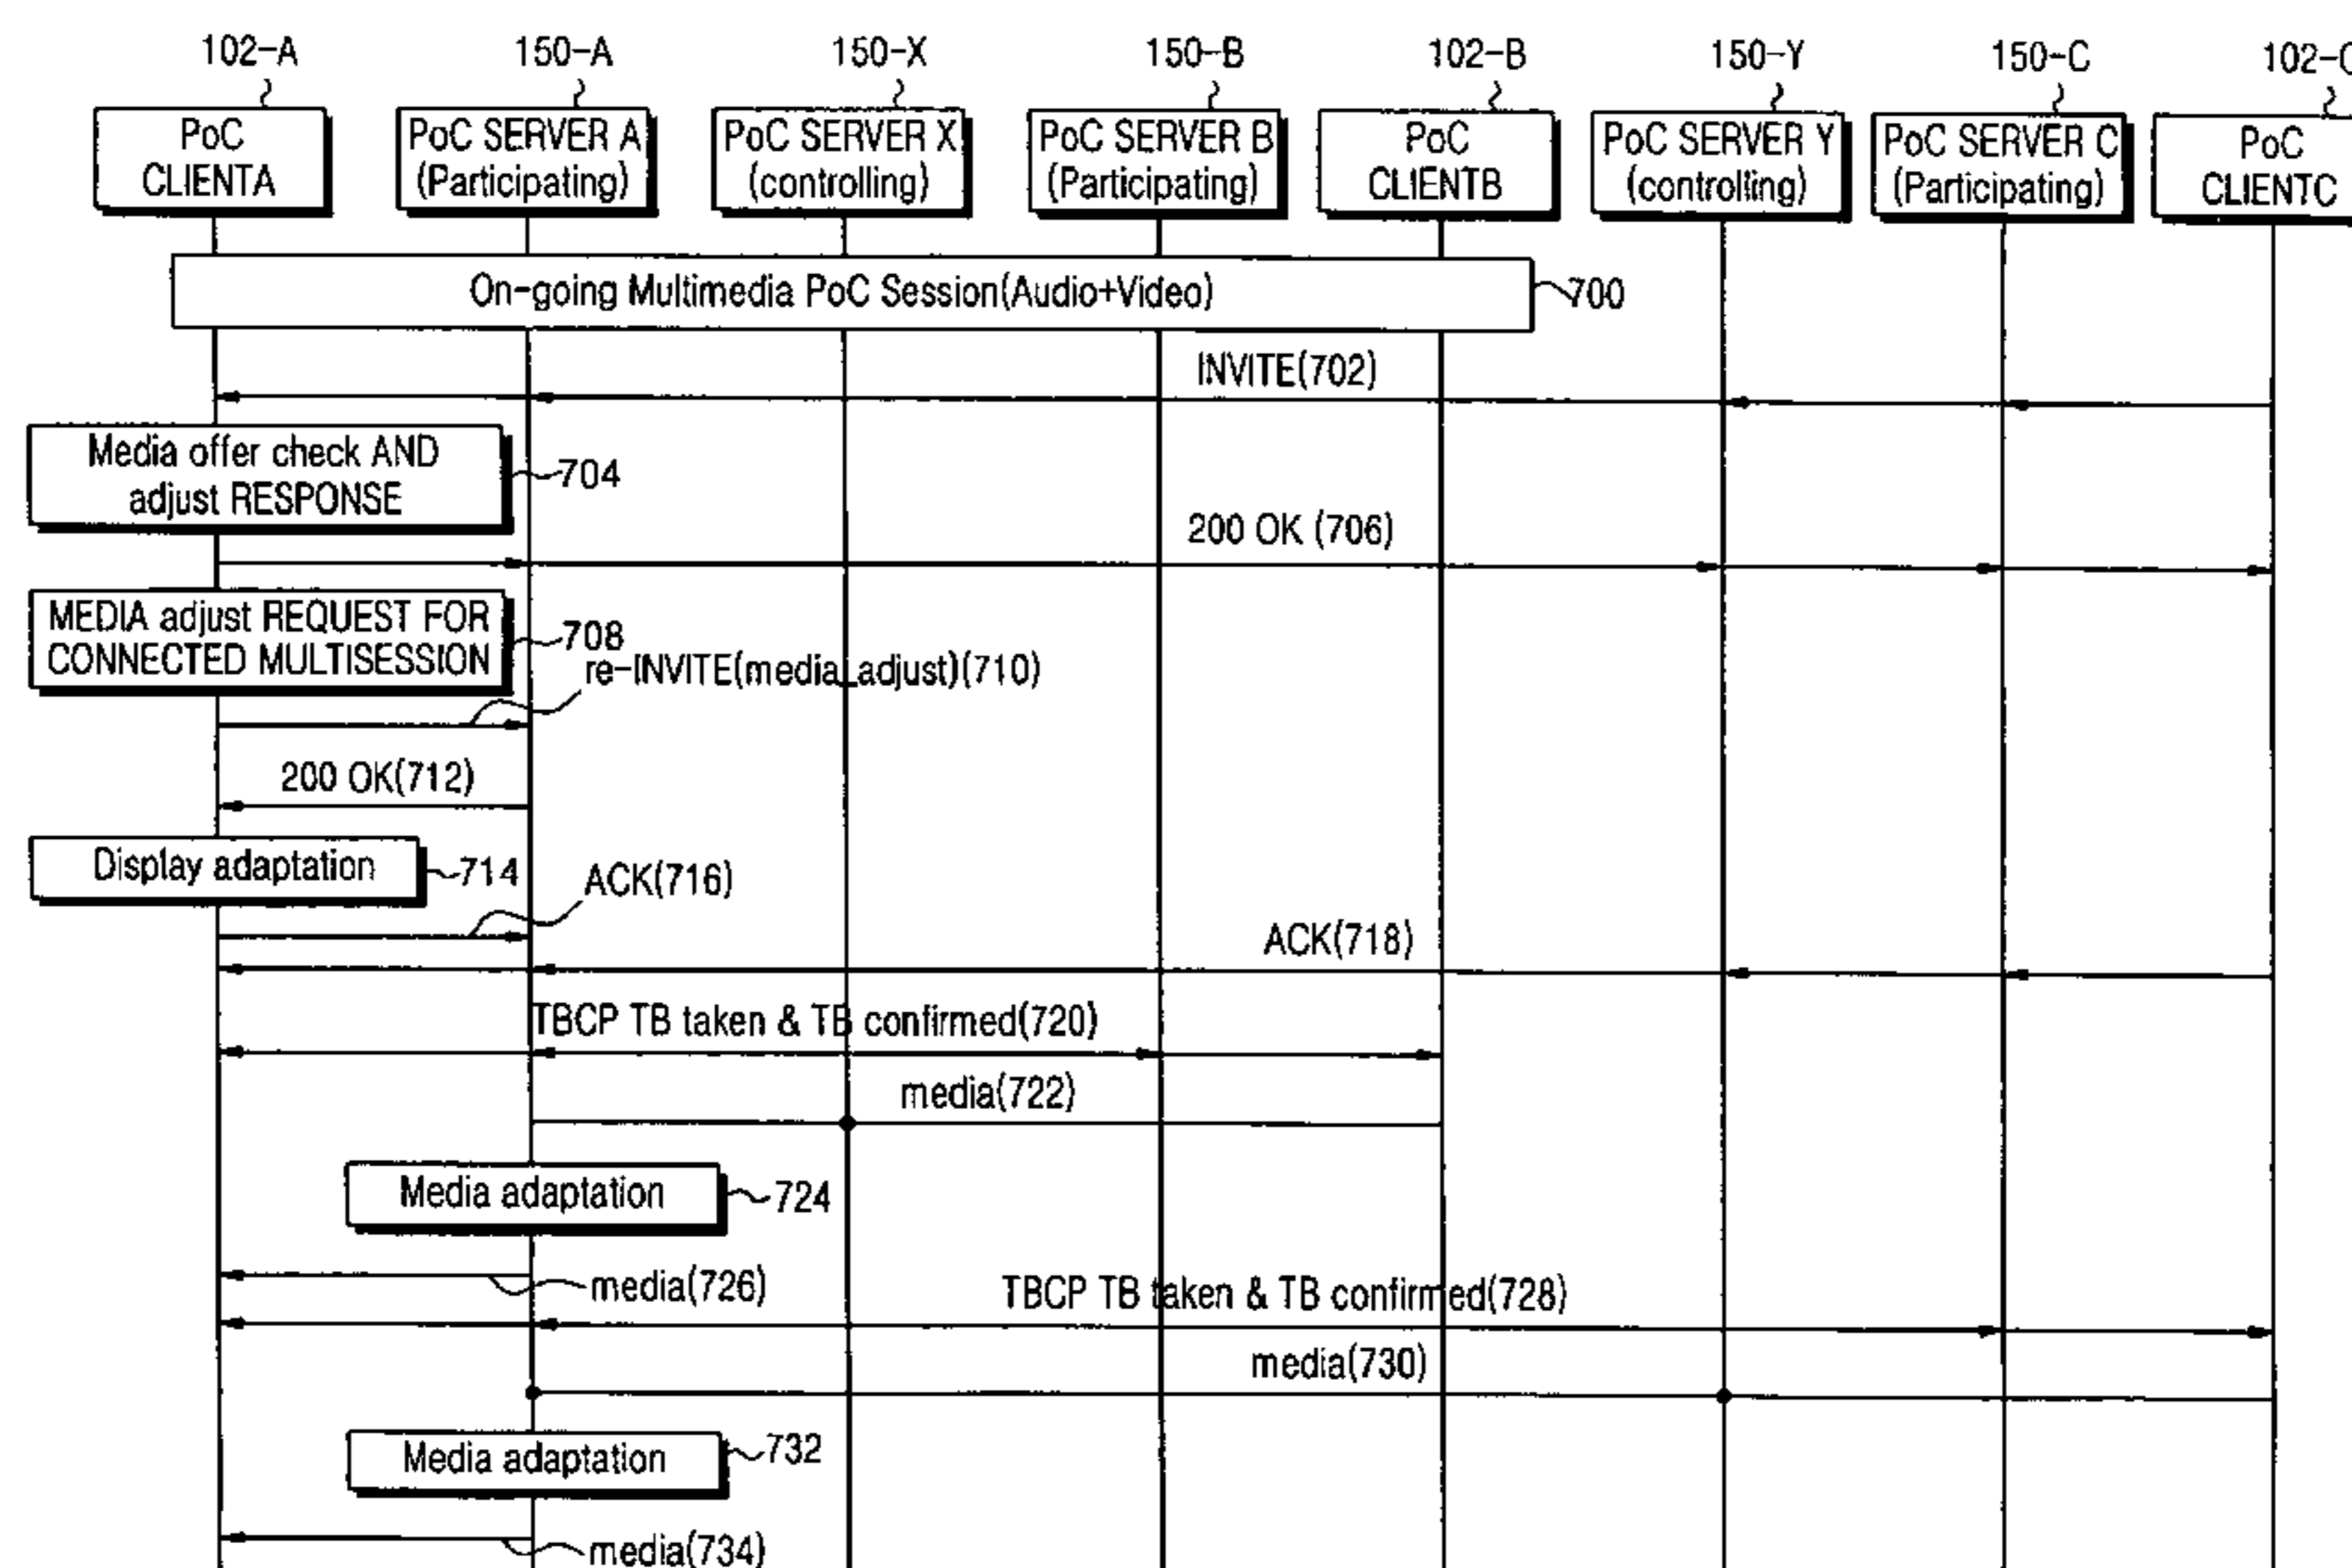 102-A 150-A 150-X 150-B 102-B 150-Y 150-C 102-C
PoC CLIENTA
PoC SERVER A (Participating)
PoC SERVER X (controlling)
PoC SERVER B (Participating)
PoC CLIENTB
PoC SERVER Y (controlling)
PoC SERVER C (Participating)
PoC CLIENTC
On-going Multimedia PoC Session(Audio+Video)
700
INVITE(702)
Media offer check AND
adjust RESPONSE
704
200 OK (706)
MEDIA adjust REQUEST FOR
CONNECTED MULTISESSION
708
re-INVITE(media_adjust)(710)
200 OK(712)
Display adaptation
714
ACK(716)
ACK(718)
TBCP TB taken & TB confirmed(720)
media(722)
Media adaptation
724
media(726)
TBCP TB taken & TB confirmed(728)
media(730)
Media adaptation
732
media(734)